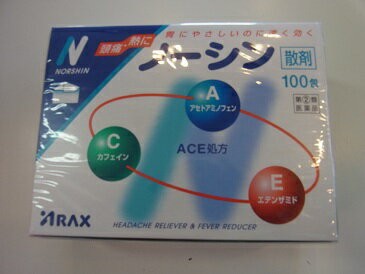 胃にやさしいのに速く効く
頭痛・熱に
NORSHIN
ノーシン
散剤
100包
第②類
医薬品
A
アセトアミノフェン
C
カフェイン
ACE処方
E
エテンザミド
ARAX
HEADACHE RELIEVER & FEVER REDUCER